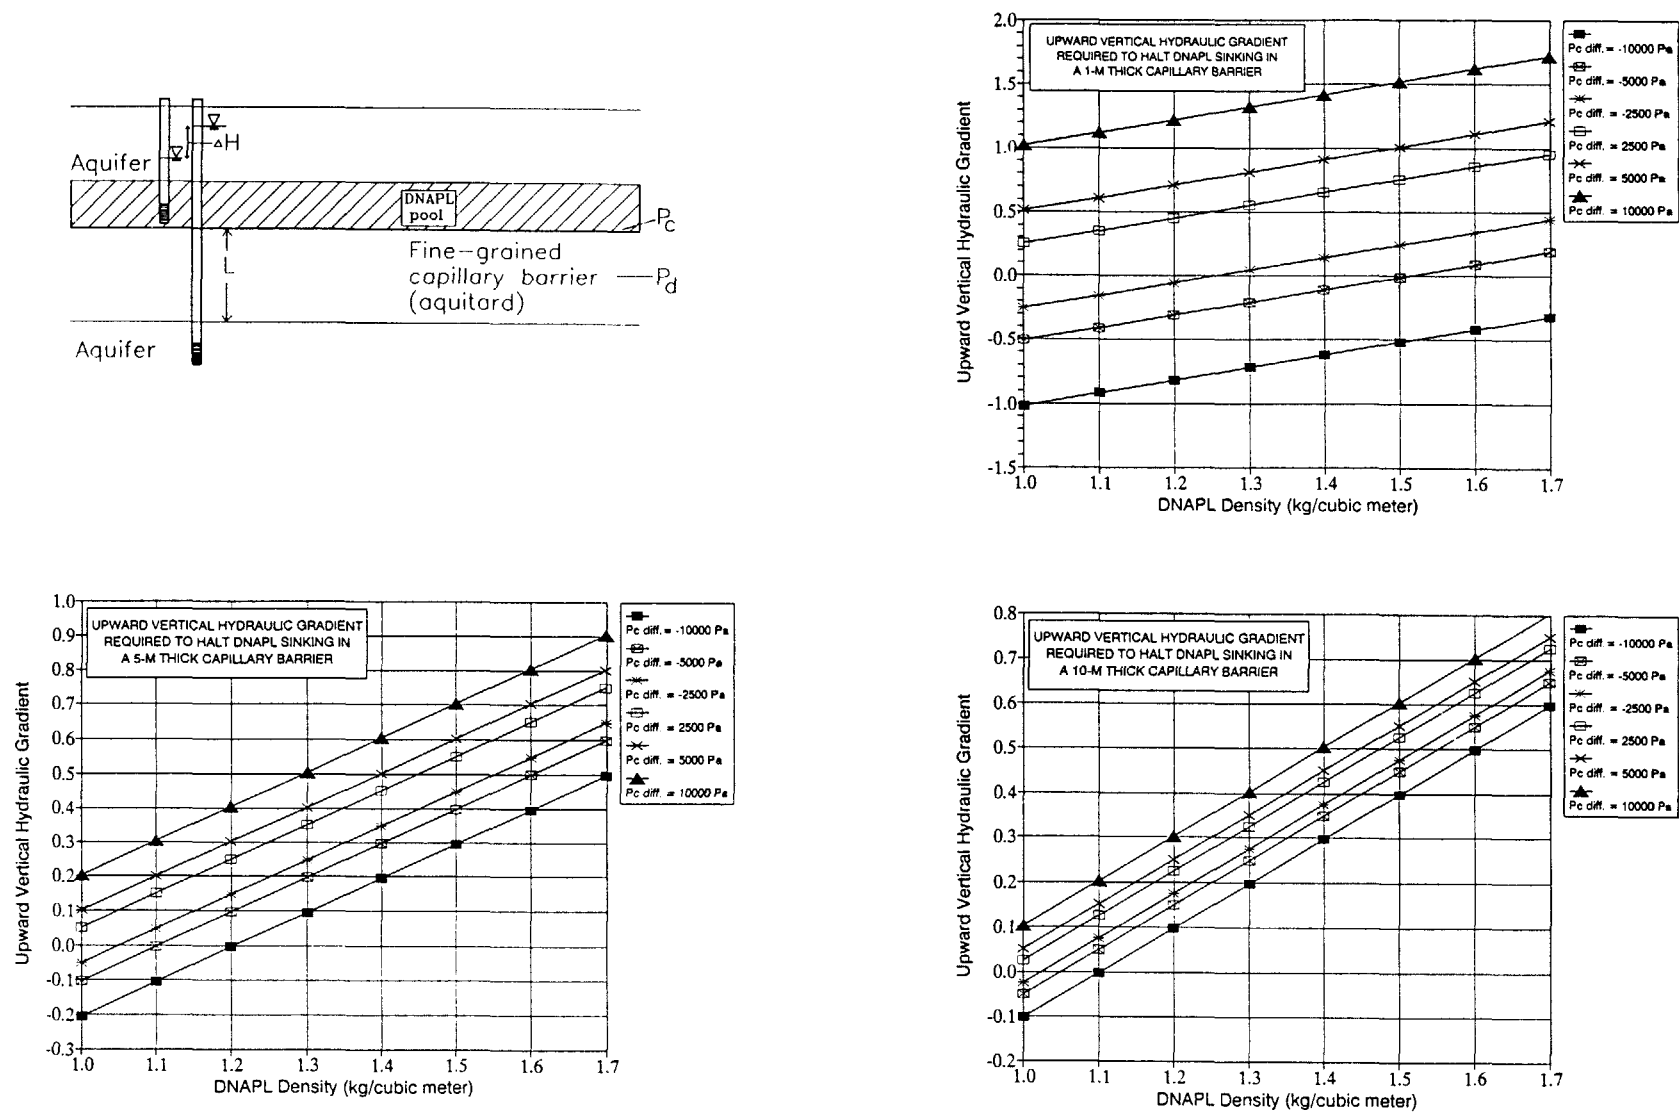 Aquifer
△H
DNAPL
pool
Pc
L
Fine-grained
capillary barrier
(aquitard)
Pd
Aquifer
UPWARD VERTICAL HYDRAULIC GRADIENT
REQUIRED TO HALT DNAPL SINKING IN
A 1-M THICK CAPILLARY BARRIER
Upward Vertical Hydraulic Gradient
2.0
1.5
1.0
0.5
0.0
-0.5
-1.0
-1.5
1.0 1.1 1.2 1.3 1.4 1.5 1.6 1.7
DNAPL Density (kg/cubic meter)
Pc diff. = -10000 Pa
Pc diff. = -5000 Pa
Pc diff. = -2500 Pa
Pc diff. = 2500 Pa
Pc diff. = 5000 Pa
Pc diff. = 10000 Pa
UPWARD VERTICAL HYDRAULIC GRADIENT
REQUIRED TO HALT DNAPL SINKING IN
A 5-M THICK CAPILLARY BARRIER
Upward Vertical Hydraulic Gradient
1.0
0.9
0.8
0.7
0.6
0.5
0.4
0.3
0.2
0.1
0.0
-0.1
-0.2
-0.3
1.0 1.1 1.2 1.3 1.4 1.5 1.6 1.7
DNAPL Density (kg/cubic meter)
Pc diff. = -10000 Pa
Pc diff. = -5000 Pa
Pc diff. = -2500 Pa
Pc diff. = 2500 Pa
Pc diff. = 5000 Pa
Pc diff. = 10000 Pa
UPWARD VERTICAL HYDRAULIC GRADIENT
REQUIRED TO HALT DNAPL SINKING IN
A 10-M THICK CAPILLARY BARRIER
Upward Vertical Hydraulic Gradient
0.8
0.7
0.6
0.5
0.4
0.3
0.2
0.1
0.0
-0.1
-0.2
1.0 1.1 1.2 1.3 1.4 1.5 1.6 1.7
DNAPL Density (kg/cubic meter)
Pc diff. = -10000 Pa
Pc diff. = -5000 Pa
Pc diff. = -2500 Pa
Pc diff. = 2500 Pa
Pc diff. = 5000 Pa
Pc diff. = 10000 Pa